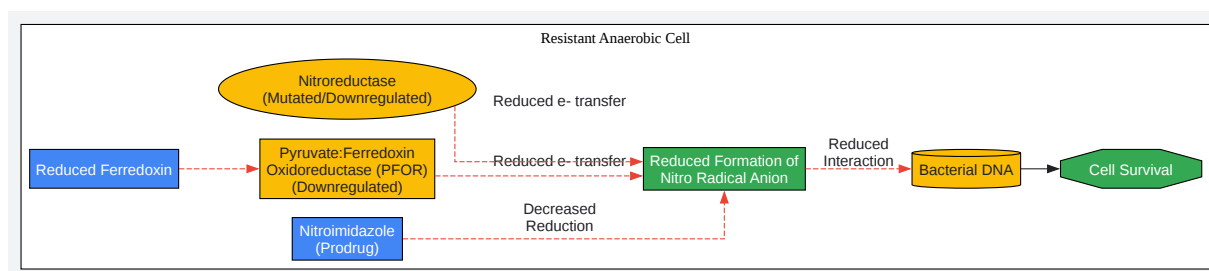 Resistant Anaerobic Cell
Nitroreductase
(Mutated/Downregulated)
Reduced e- transfer
Reduced Ferredoxin
Pyruvate:Ferredoxin
Oxidoreductase (PFOR)
(Downregulated)
Reduced e- transfer
Reduced Formation of
Nitro Radical Anion
Reduced
Interaction
Bacterial DNA
Cell Survival
Nitroimidazole
(Prodrug)
Decreased
Reduction